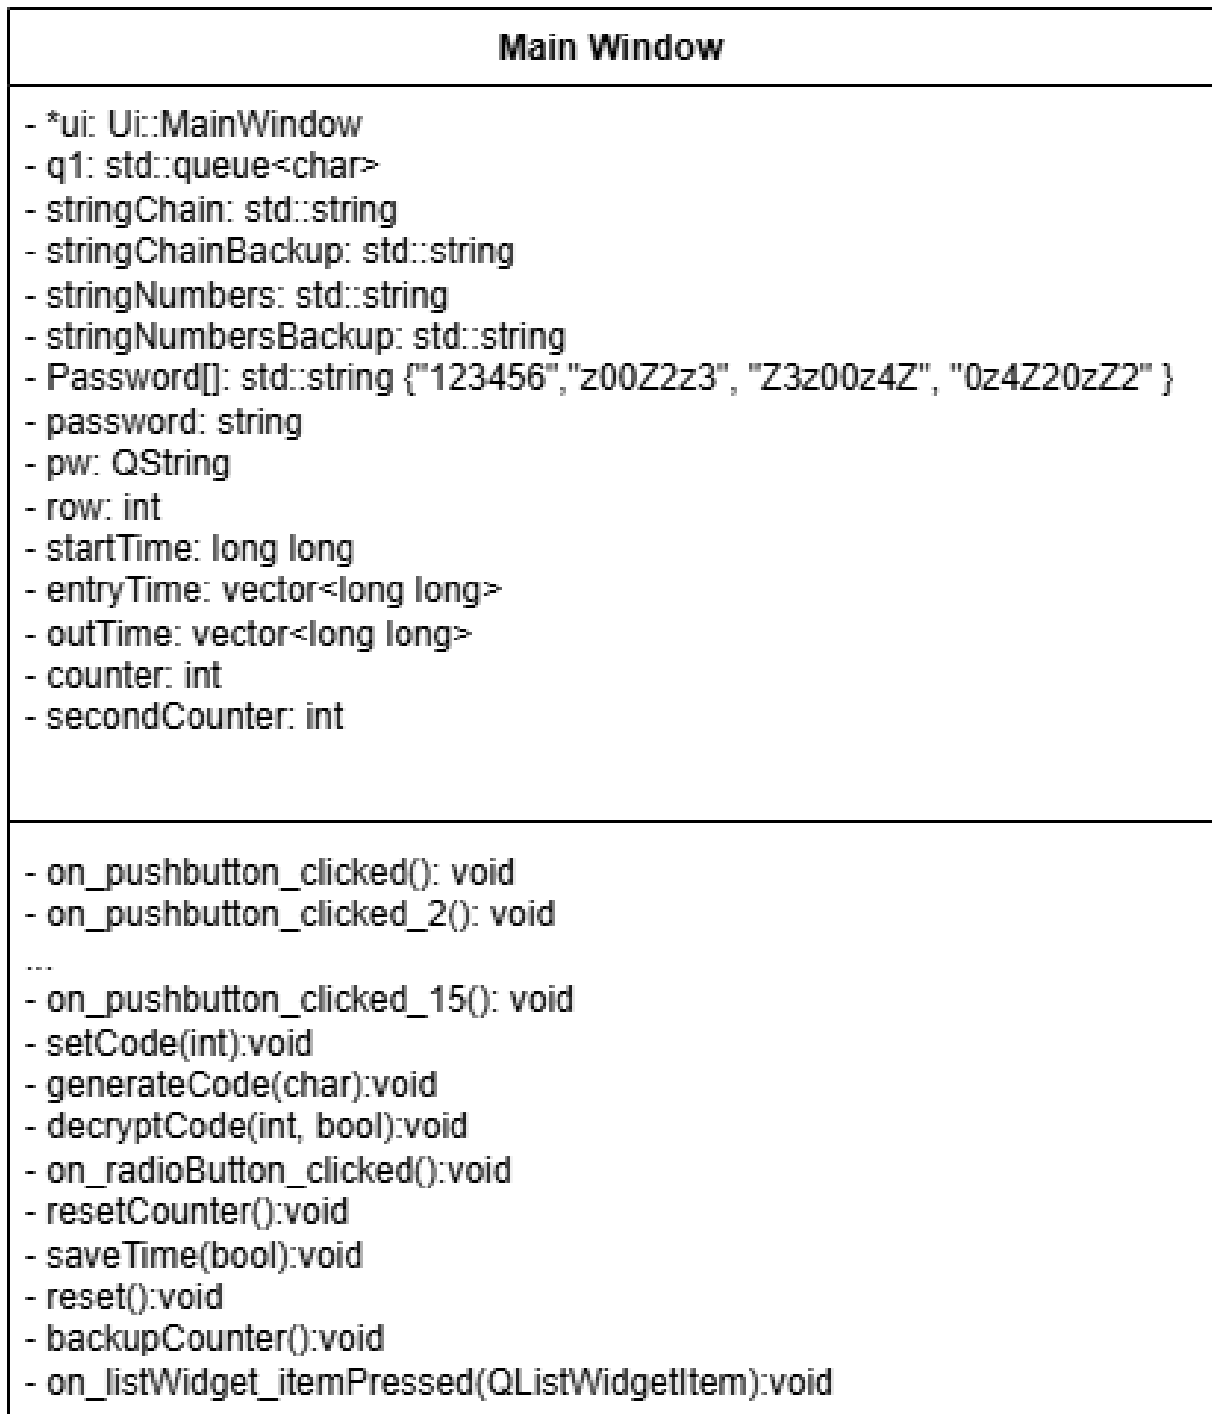 Main Window
- *ui: Ui::MainWindow
- q1: std::queue<char>
- stringChain: std::string
- stringChainBackup: std::string
- stringNumbers: std::string
- stringNumbersBackup: std::string
- Password[]: std::string {"123456","z00Z2z3", "Z3z00z4Z", "0z4Z20zZ2" }
- password: string
- pw: QString
- row: int
- startTime: long long
- entryTime: vector<long long>
- outTime: vector<long long>
- counter: int
- secondCounter: int
- on_pushbutton_clicked(): void
- on_pushbutton_clicked_2(): void
...
- on_pushbutton_clicked_15(): void
- setCode(int):void
- generateCode(char):void
- decryptCode(int, bool):void
- on_radioButton_clicked():void
- resetCounter():void
- saveTime(bool):void
- reset():void
- backupCounter():void
- on_listWidget_itemPressed(QListWidgetItem):void